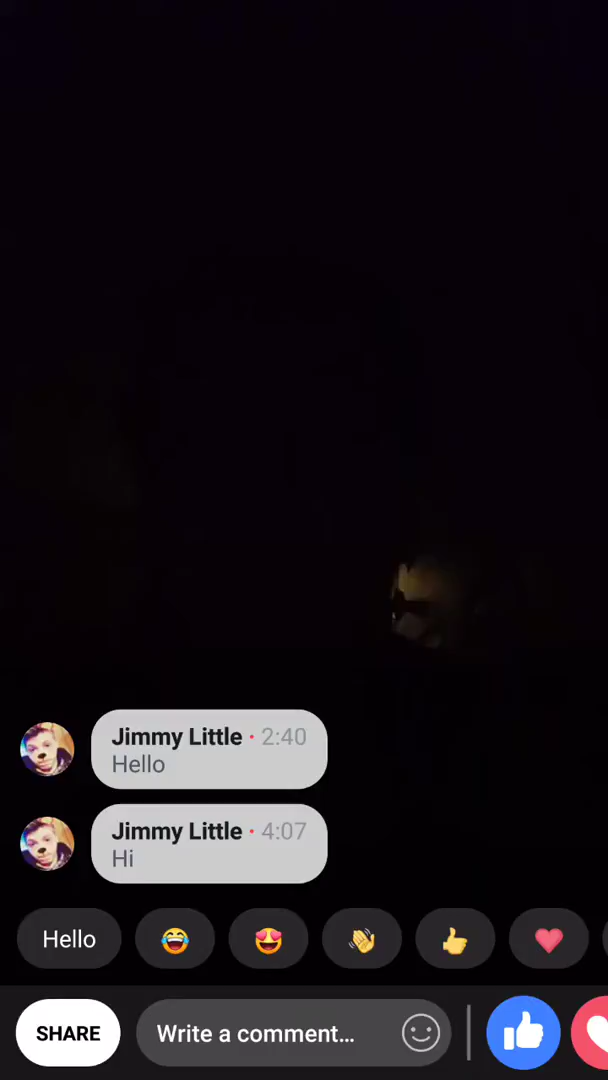 Jimmy Little · 2:40
Hello
Jimmy Little · 4:07
Hi
Hello
SHARE
Write a comment...